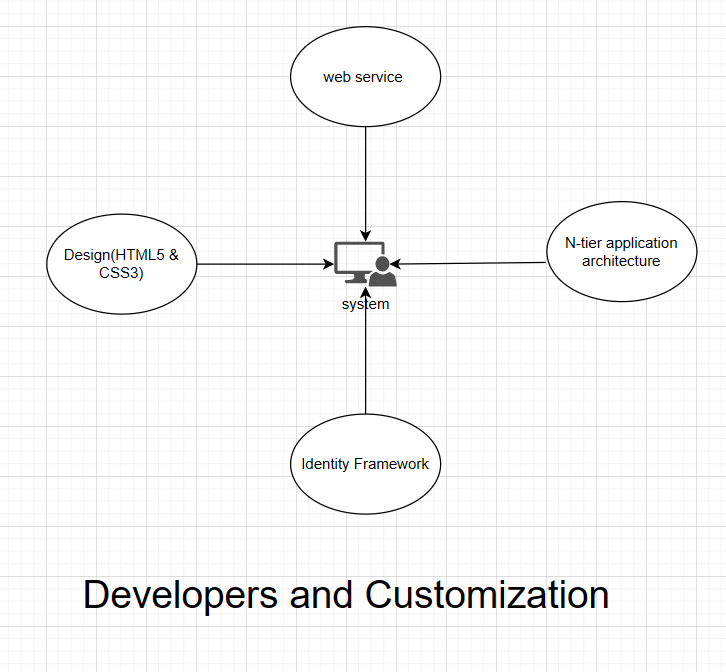 web service
Design(HTML5 &
CSS3)
N-tier application
architecture
system
Identity Framework
Developers and Customization